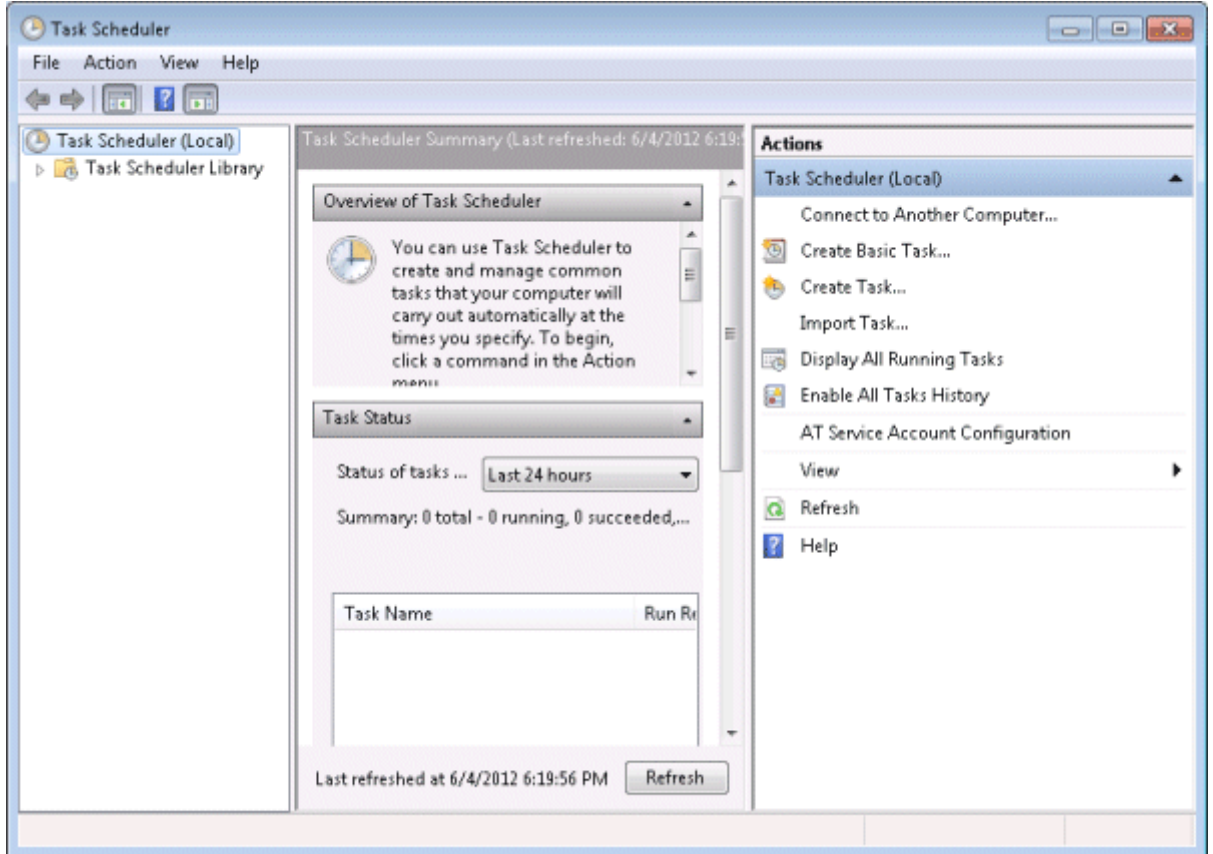 Task Scheduler
File Action View Help
Task Scheduler (Local)
Task Scheduler Library
Task Scheduler Summary (Last refreshed: 6/4/2012 6:19:
Overview of Task Scheduler
You can use Task Scheduler to
create and manage common
tasks that your computer will
carry out automatically at the
times you specify. To begin,
click a command in the Action
menu
Task Status
Status of tasks ... Last 24 hours
Summary: 0 total - 0 running, 0 succeeded,...
Task Name Run Re
Last refreshed at 6/4/2012 6:19:56 PM Refresh
Actions
Task Scheduler (Local)
Connect to Another Computer...
Create Basic Task...
Create Task...
Import Task...
Display All Running Tasks
Enable All Tasks History
AT Service Account Configuration
View
Refresh
Help